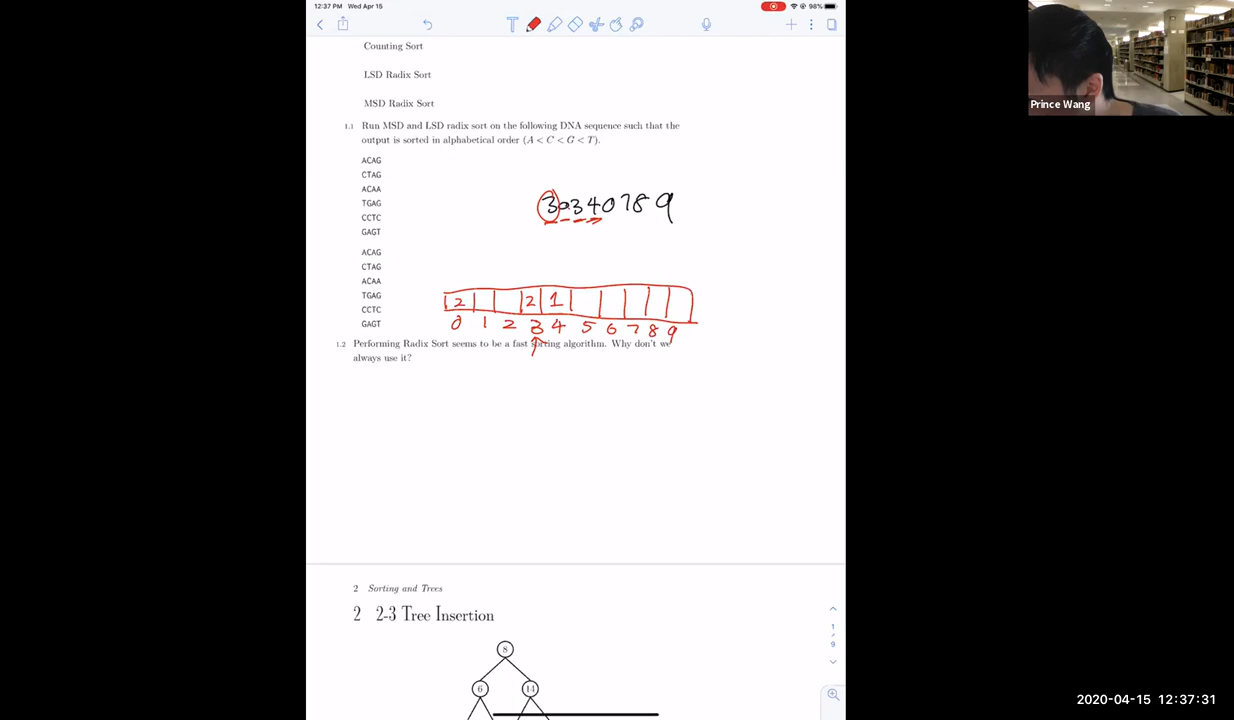 12:37 PM Wed Apr 15
98%
Counting Sort
LSD Radix Sort
MSD Radix Sort
Prince Wang
1.1 Run MSD and LSD radix sort on the following DNA sequence such that the
output is sorted in alphabetical order (A < C < G < T).
ACAG
CTAG
ACAA
TGAG
CCTC
GAGT
30340789
ACAG
CTAG
ACAA
TGAG
CCTC
GAGT
2 2 1
0 1 2 3 4 5 6 7 8 9
1.2 Performing Radix Sort seems to be a fast sorting algorithm. Why don't we
always use it?
2 Sorting and Trees
2 2-3 Tree Insertion
8
6 14
1
/
9
2020-04-15 12:37:31